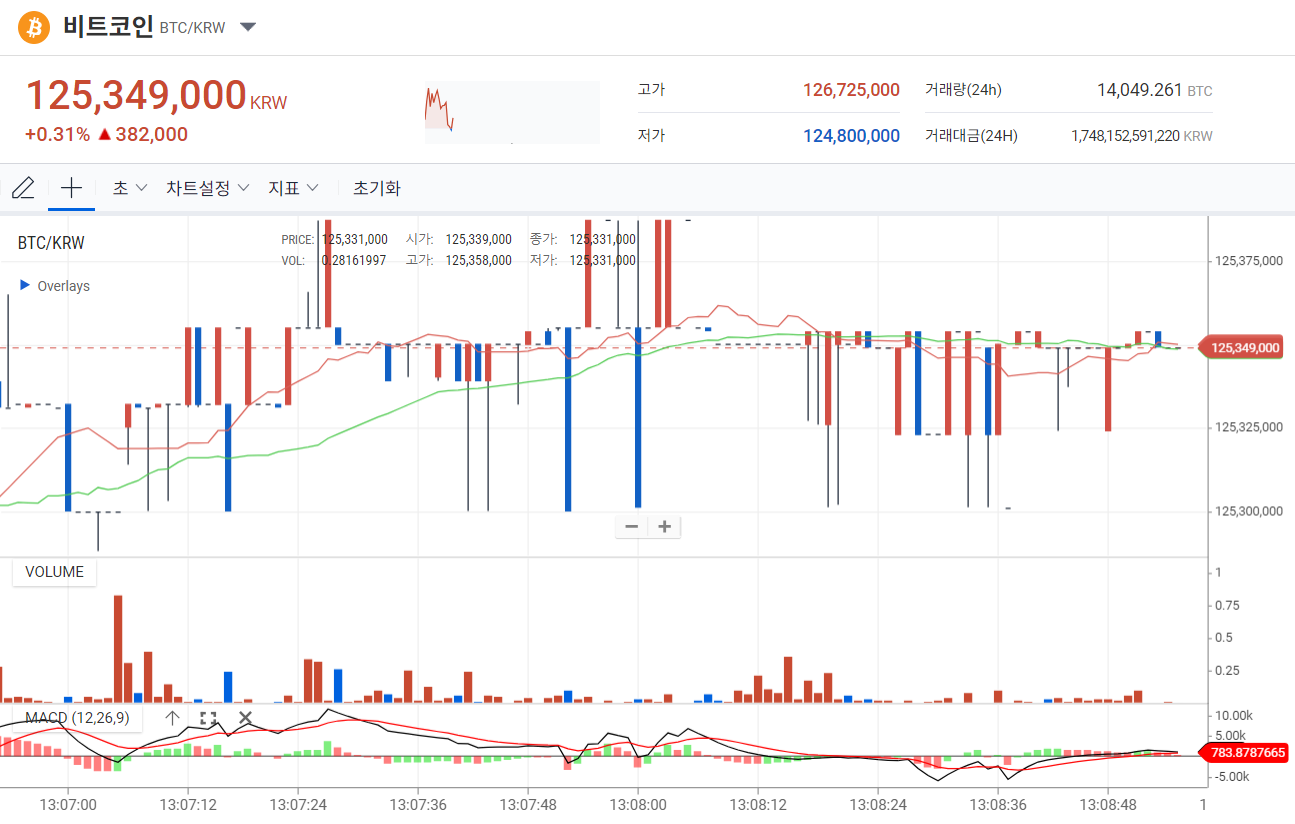 비트코인 BTC/KRW
125,349,000 KRW
+0.31% ▲ 382,000
고가 126,725,000 거래량(24h) 14,049.261 BTC
저가 124,800,000 거래대금(24H) 1,748,152,591,220 KRW
초 차트설정 지표 초기화
BTC/KRW
PRICE: 125,331,000 시가: 125,339,000 종가: 125,331,000
VOL: 0.28161997 고가: 125,358,000 저가: 125,331,000
Overlays
125,375,000
125,349,000
125,325,000
125,300,000
VOLUME
1
0.75
0.5
0.25
MACD (12,26,9)
10.00k
5.00k
783.8787665
-5.00k
13:07:00 13:07:12 13:07:24 13:07:36 13:07:48 13:08:00 13:08:12 13:08:24 13:08:36 13:08:48 1